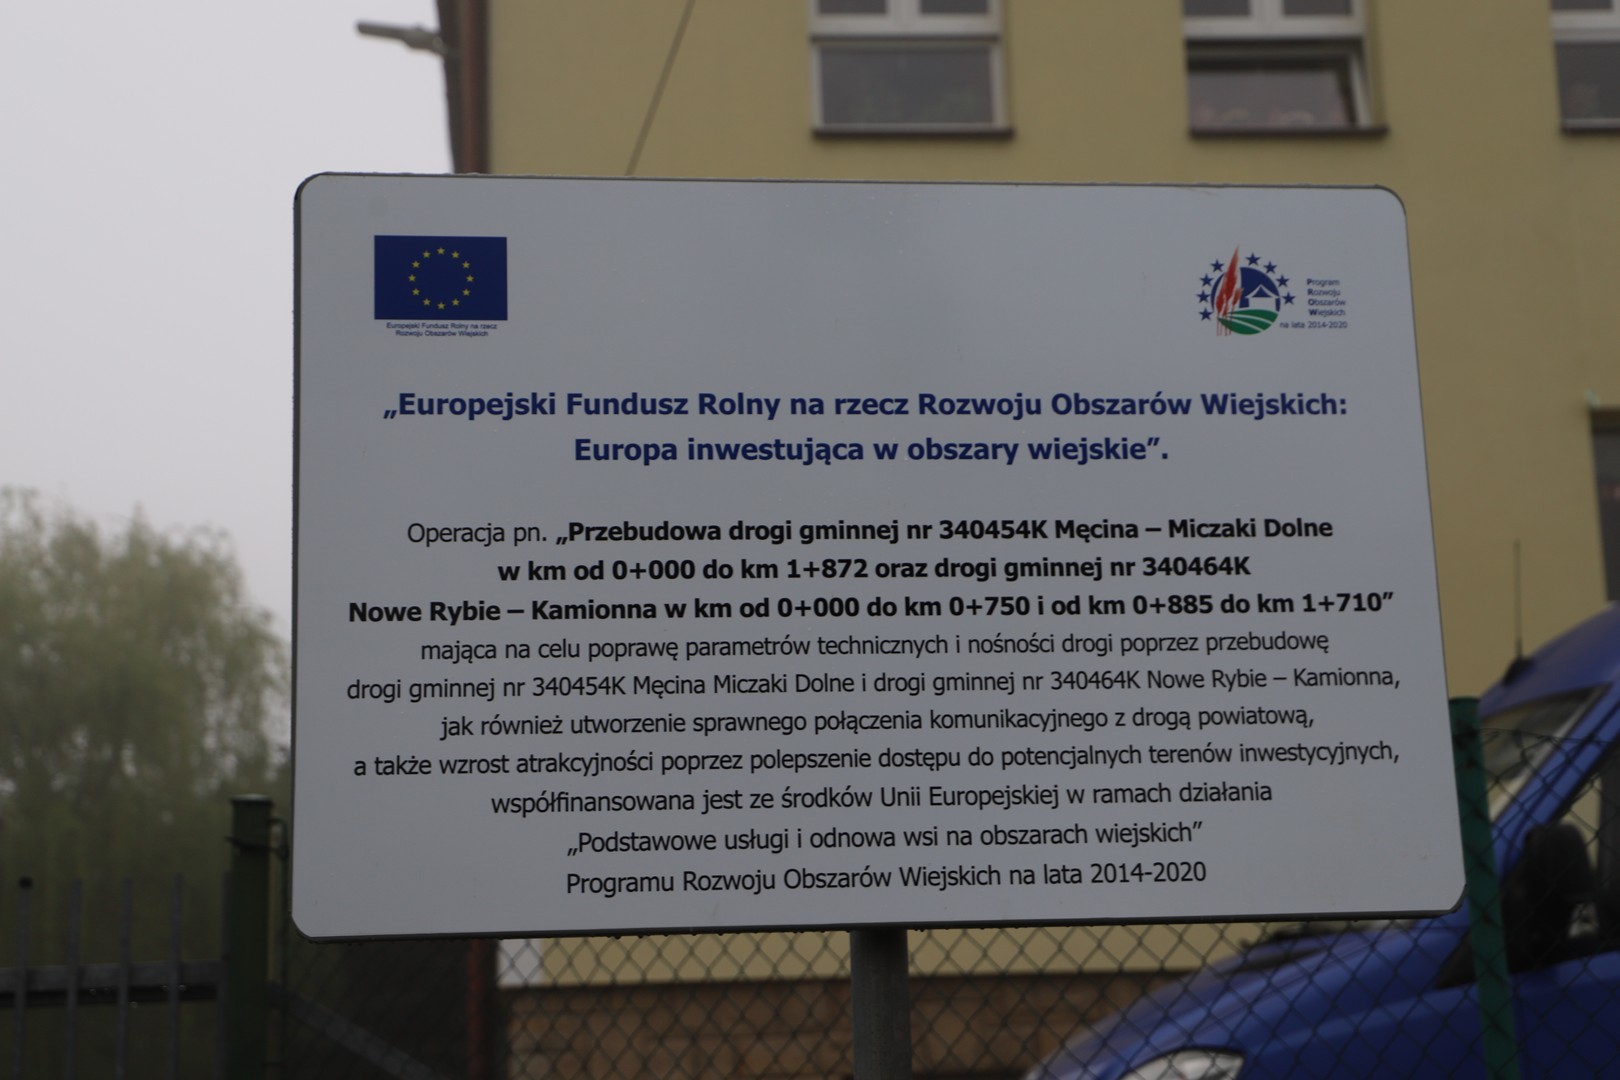 Europejski Fundusz Rolny na rzecz
Rozwoju Obszarów Wiejskich
Program
Rozwoju
Obszarów
Wiejskich
na lata 2014-2020
„Europejski Fundusz Rolny na rzecz Rozwoju Obszarów Wiejskich:
Europa inwestująca w obszary wiejskie”.
Operacja pn. „Przebudowa drogi gminnej nr 340454K Męcina – Miczaki Dolne
w km od 0+000 do km 1+872 oraz drogi gminnej nr 340464K
Nowe Rybie – Kamionna w km od 0+000 do km 0+750 i od km 0+885 do km 1+710”
mająca na celu poprawę parametrów technicznych i nośności drogi poprzez przebudowę
drogi gminnej nr 340454K Męcina Miczaki Dolne i drogi gminnej nr 340464K Nowe Rybie – Kamionna,
jak również utworzenie sprawnego połączenia komunikacyjnego z drogą powiatową,
a także wzrost atrakcyjności poprzez polepszenie dostępu do potencjalnych terenów inwestycyjnych,
współfinansowana jest ze środków Unii Europejskiej w ramach działania
„Podstawowe usługi i odnowa wsi na obszarach wiejskich”
Programu Rozwoju Obszarów Wiejskich na lata 2014-2020